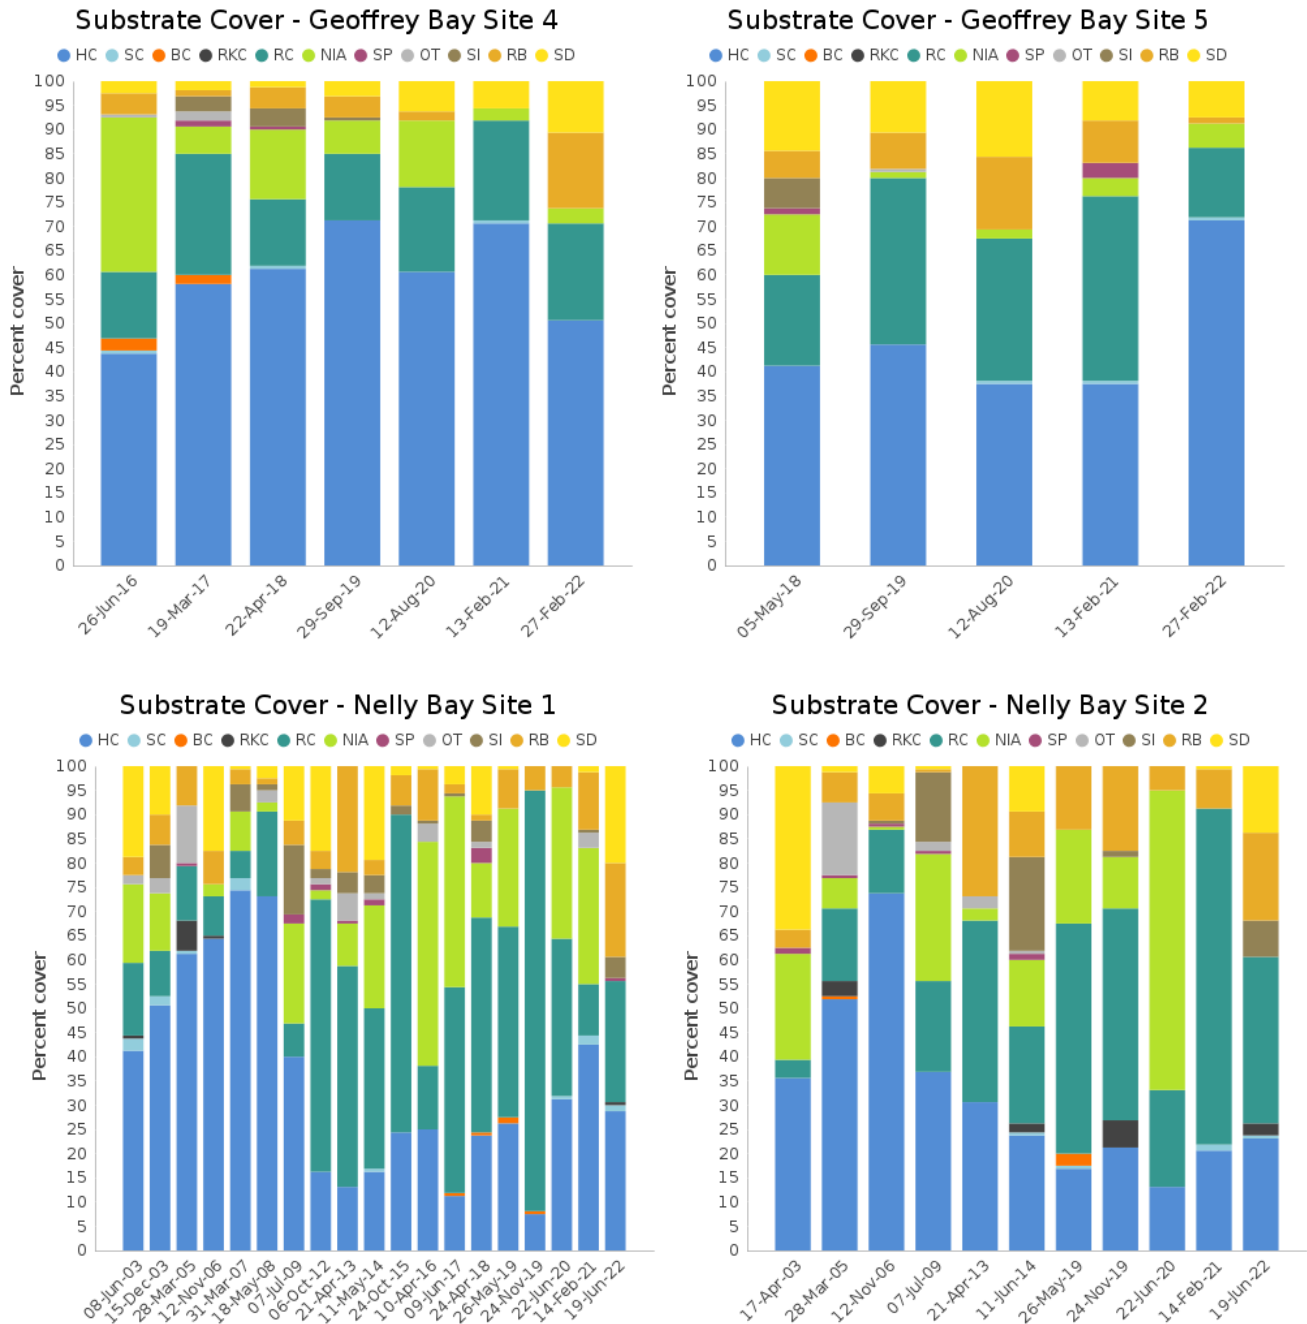 Substrate Cover - Geoffrey Bay Site 4
HC SC BC RKC RC NIA SP OT SI RB SD
Percent cover
100
95
90
85
80
75
70
65
60
55
50
45
40
35
30
25
20
15
10
5
0
26-Jun-16
19-Mar-17
22-Apr-18
29-Sep-19
12-Aug-20
13-Feb-21
27-Feb-22
Substrate Cover - Geoffrey Bay Site 5
HC SC BC RKC RC NIA SP OT SI RB SD
Percent cover
100
95
90
85
80
75
70
65
60
55
50
45
40
35
30
25
20
15
10
5
0
05-May-18
29-Sep-19
12-Aug-20
13-Feb-21
27-Feb-22
Substrate Cover - Nelly Bay Site 1
HC SC BC RKC RC NIA SP OT SI RB SD
Percent cover
100
95
90
85
80
75
70
65
60
55
50
45
40
35
30
25
20
15
10
5
0
08-Jun-03
15-Dec-03
28-Mar-05
12-Nov-06
31-Mar-07
18-May-08
07-Jul-09
06-Oct-12
21-Apr-13
11-May-14
24-Oct-15
10-Apr-16
09-Jun-17
24-Apr-18
26-May-19
24-Nov-19
22-Jun-20
14-Feb-21
19-Jun-22
Substrate Cover - Nelly Bay Site 2
HC SC BC RKC RC NIA SP OT SI RB SD
Percent cover
100
95
90
85
80
75
70
65
60
55
50
45
40
35
30
25
20
15
10
5
0
17-Apr-03
28-Mar-05
12-Nov-06
07-Jul-09
21-Apr-13
11-Jun-14
26-May-19
24-Nov-19
22-Jun-20
14-Feb-21
19-Jun-22